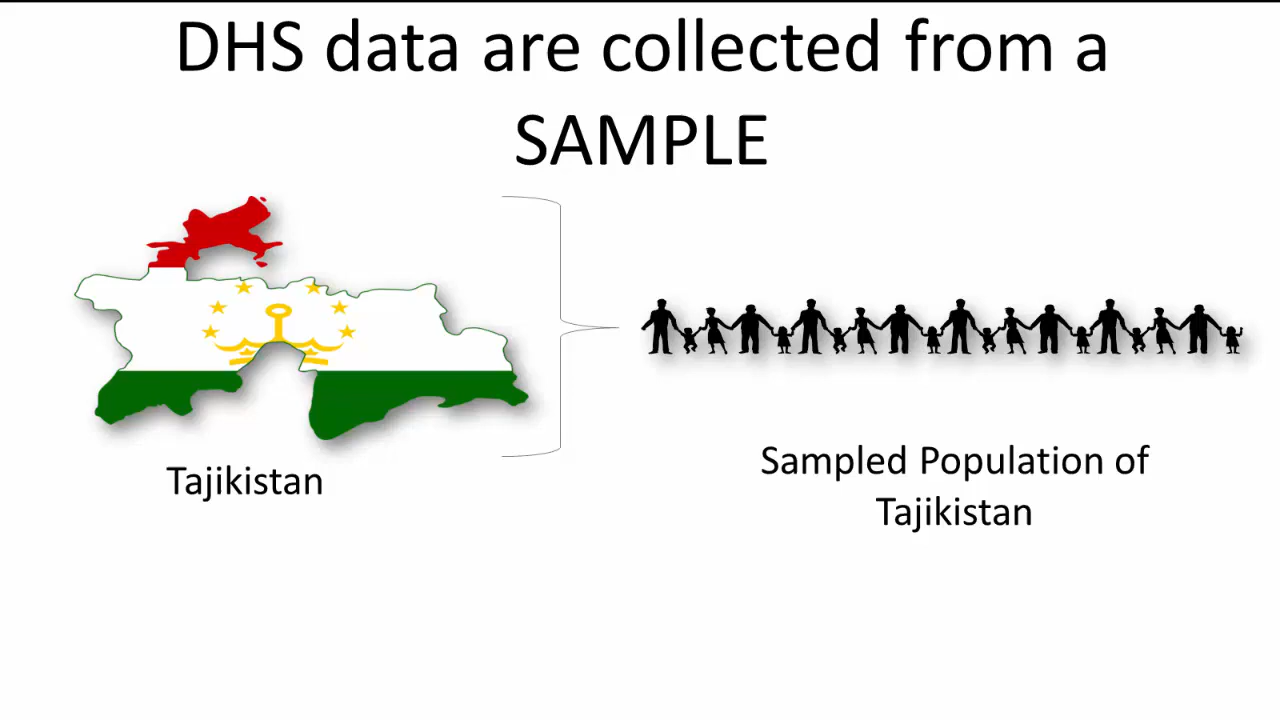 DHS data are collected from a
SAMPLE
Tajikistan
Sampled Population of
Tajikistan